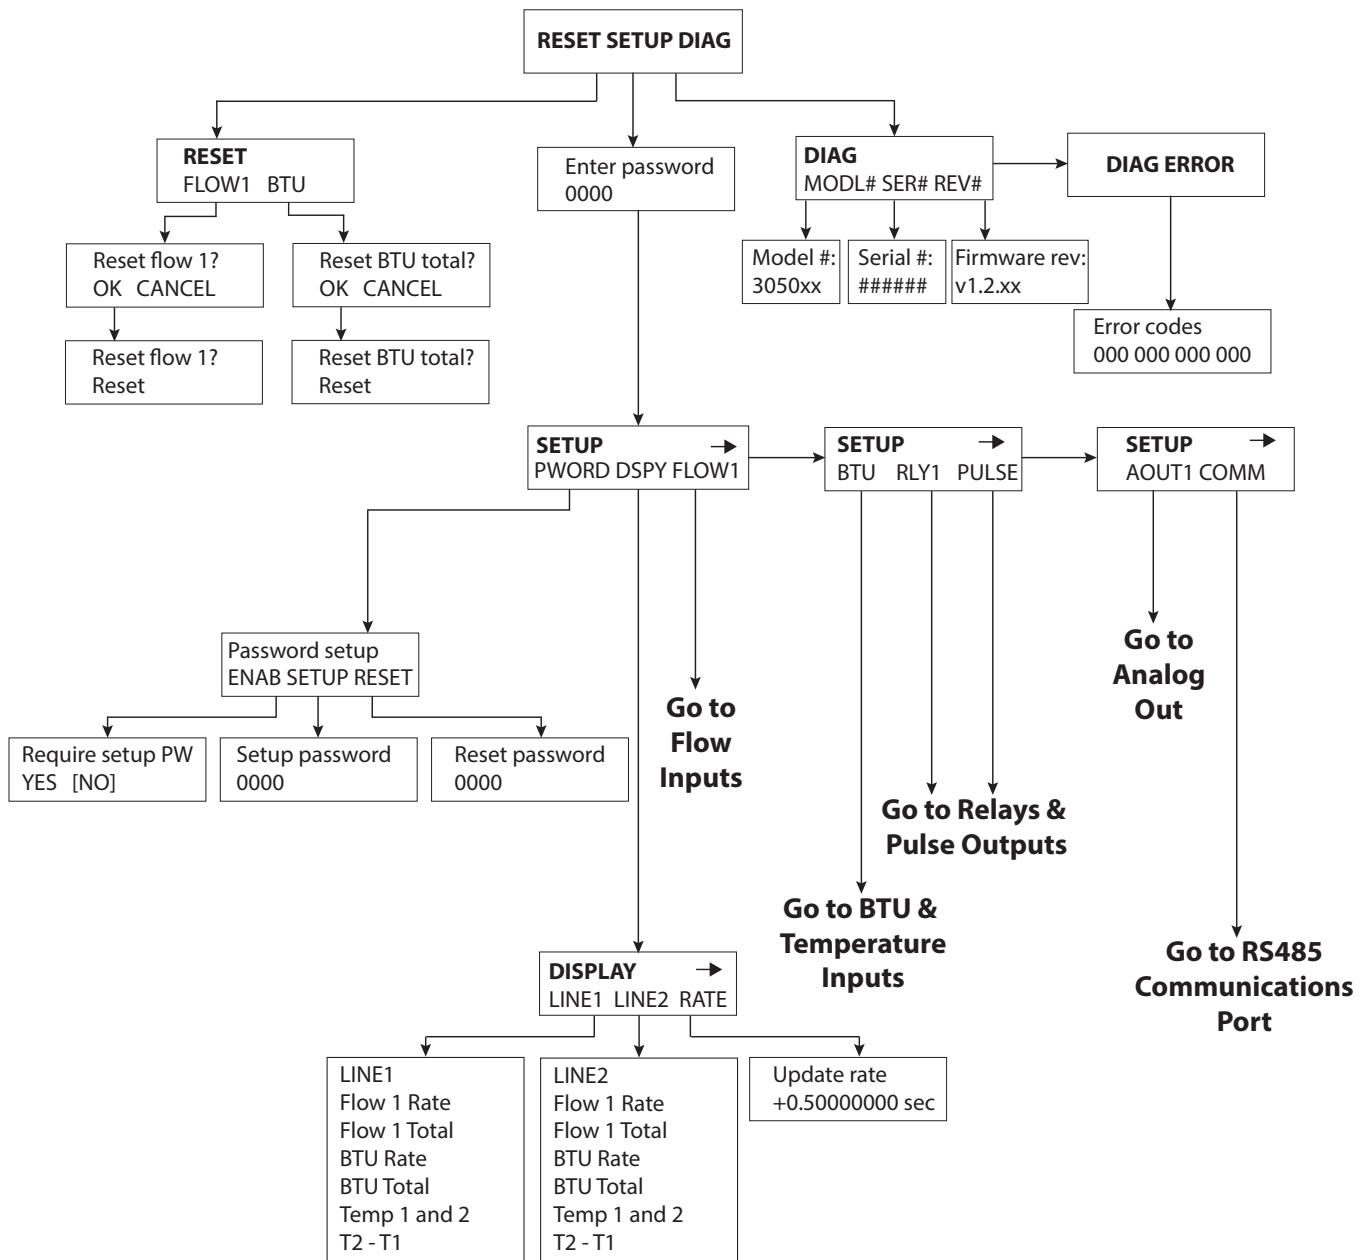 RESET SETUP DIAG
RESET
FLOW1 BTU
Enter password
0000
DIAG
MODL# SER# REV#
DIAG ERROR
Reset flow 1?
OK CANCEL
Reset BTU total?
OK CANCEL
Model #:
3050xx
Serial #:
######
Firmware rev:
v1.2.xx
Reset flow 1?
Reset
Reset BTU total?
Reset
Error codes
000 000 000 000
SETUP
PWORD DSPY FLOW1
SETUP
BTU RLY1 PULSE
SETUP
AOUT1 COMM
Password setup
ENAB SETUP RESET
Go to
Analog
Out
Go to
Flow
Inputs
Require setup PW
YES [NO]
Setup password
0000
Reset password
0000
Go to Relays &
Pulse Outputs
Go to BTU &
Temperature
Inputs
Go to RS485
Communications
Port
DISPLAY
LINE1 LINE2 RATE
LINE1
Flow 1 Rate
Flow 1 Total
BTU Rate
BTU Total
Temp 1 and 2
T2 - T1
LINE2
Flow 1 Rate
Flow 1 Total
BTU Rate
BTU Total
Temp 1 and 2
T2 - T1
Update rate
+0.50000000 sec